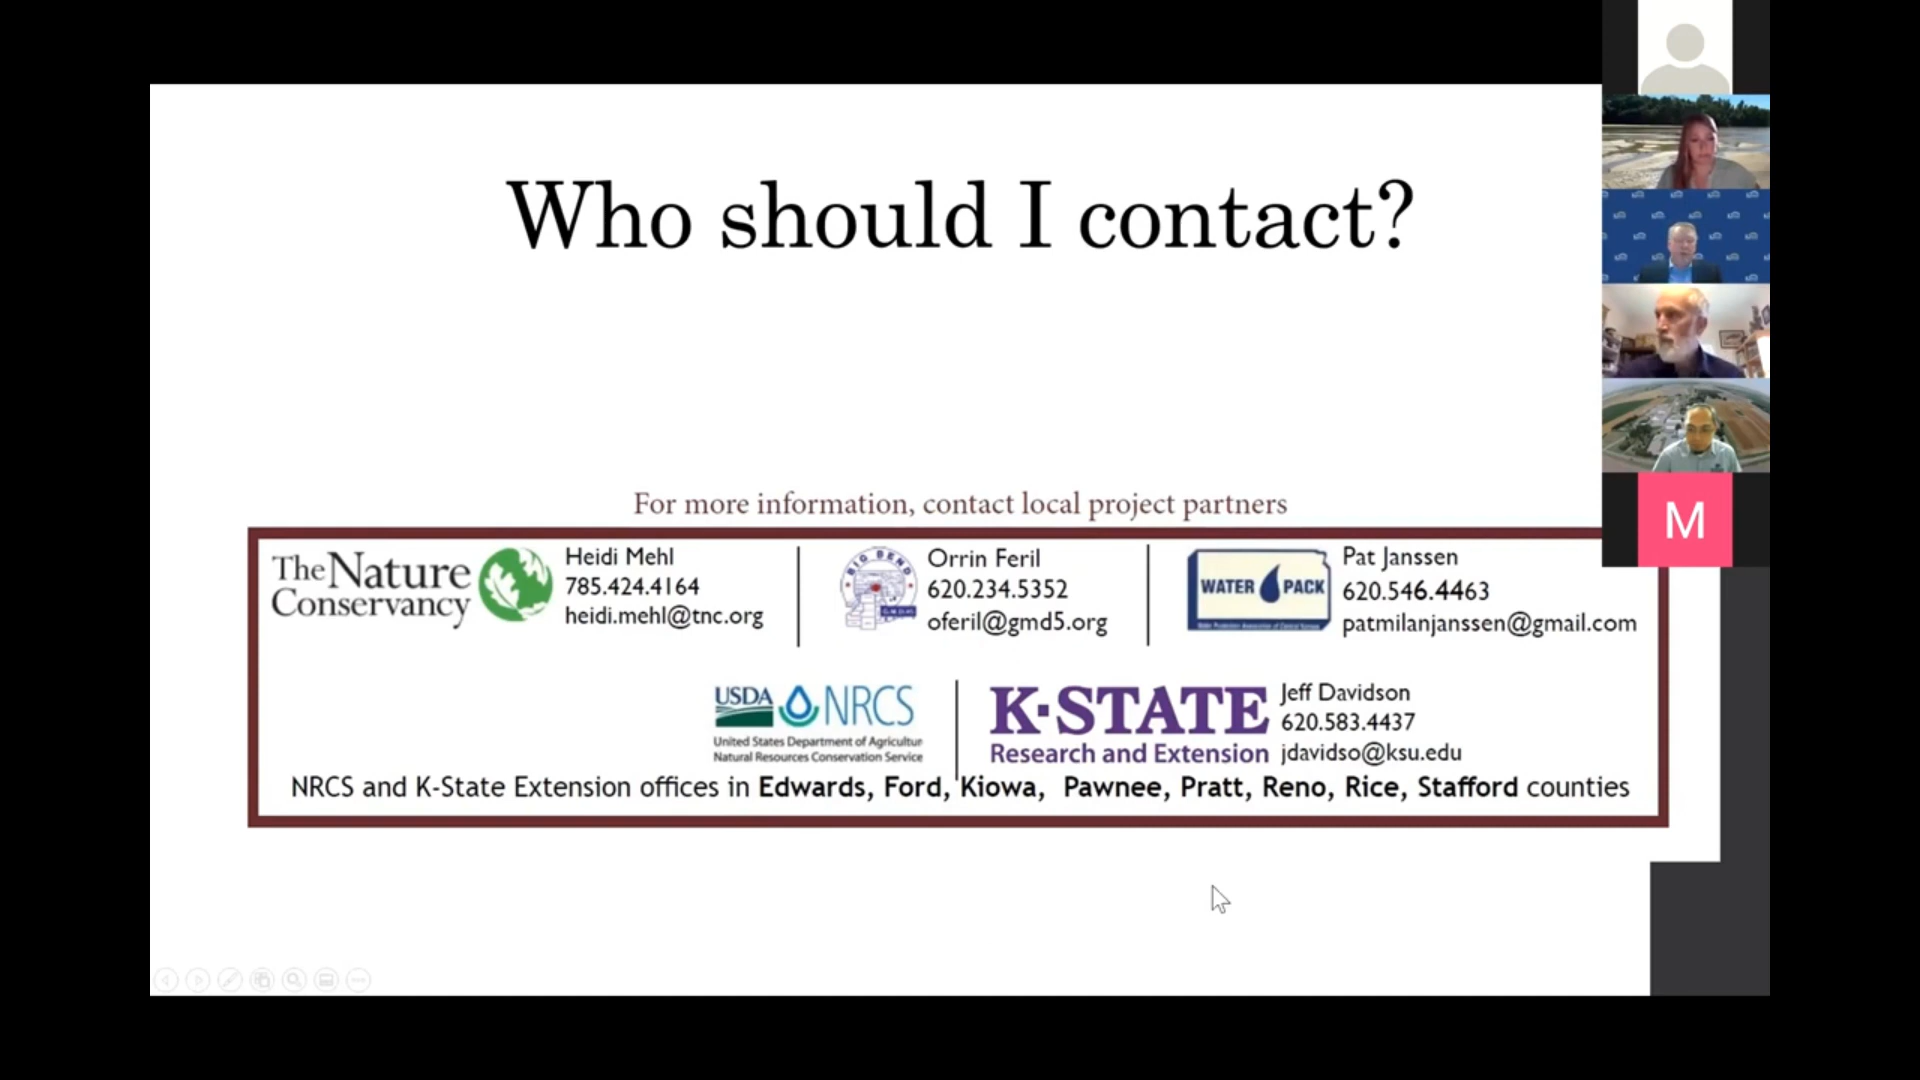 Who should I contact?
For more information, contact local project partners
The Nature
Conservancy
Heidi Mehl
785.424.4164
heidi.mehl@tnc.org
BIG BEND
Orrin Feril
620.234.5352
oferil@gmd5.org
WATER PACK
Pat Janssen
620.546.4463
patmilanjanssen@gmail.com
USDA NRCS
United States Department of Agricultur
Natural Resources Conservation Service
K·STATE
Research and Extension
Jeff Davidson
620.583.4437
jdavidso@ksu.edu
NRCS and K-State Extension offices in Edwards, Ford, Kiowa, Pawnee, Pratt, Reno, Rice, Stafford counties
M